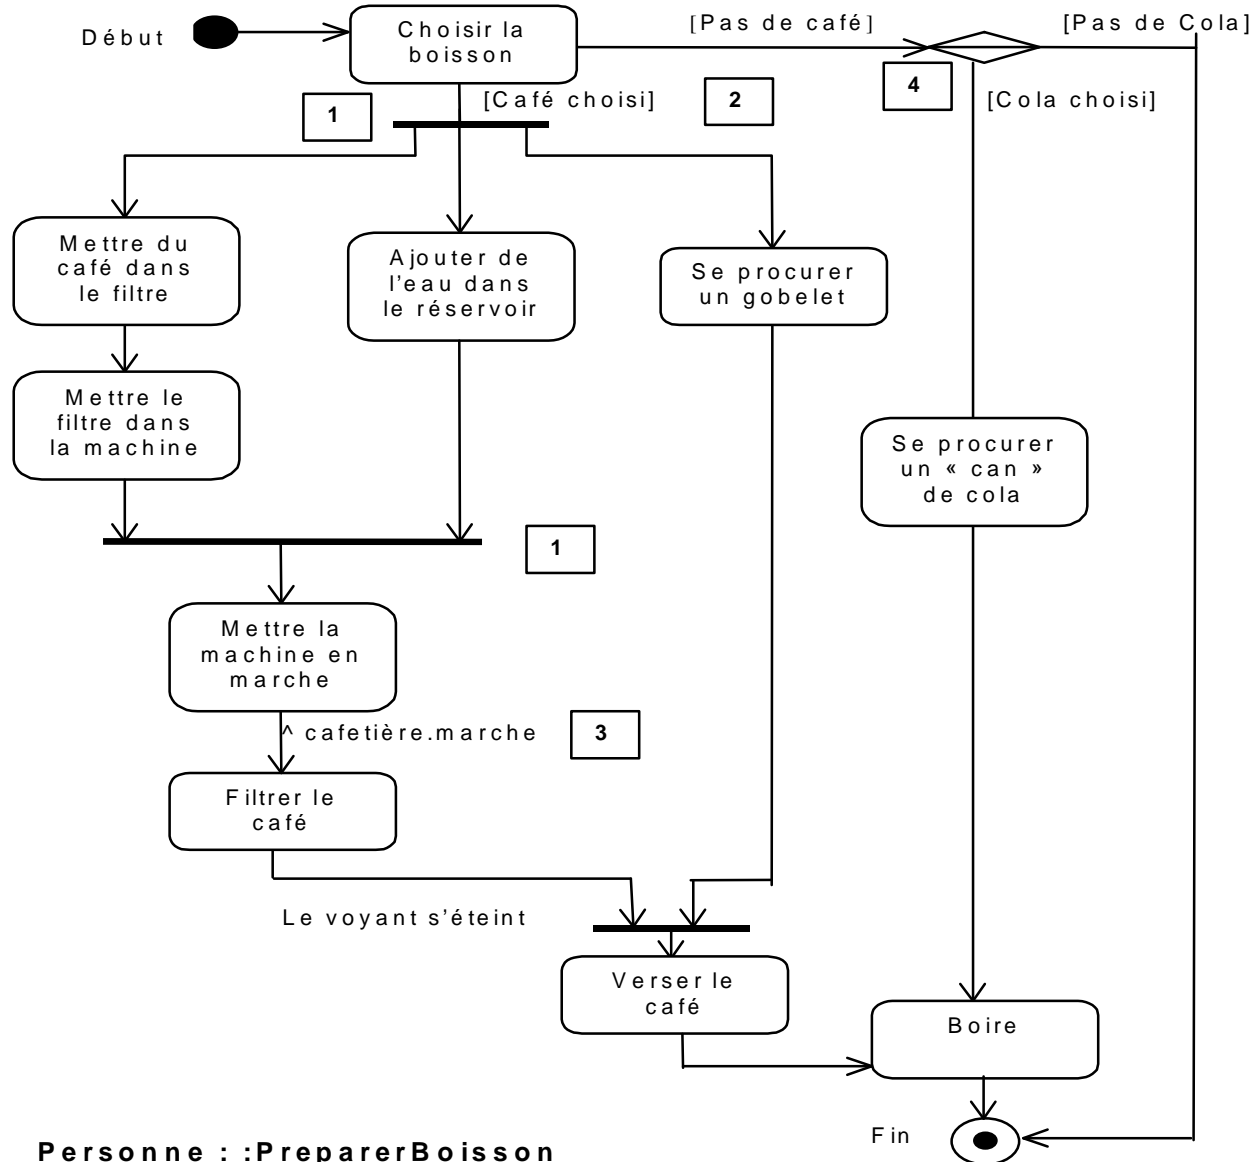 Début
Choisir la
boisson
[Pas de café]
[Pas de Cola]
1
[Café choisi]
2
4
[Cola choisi]
Mettre du
café dans
le filtre
Ajouter de
l'eau dans
le réservoir
Se procurer
un gobelet
Mettre le
filtre dans
la machine
Se procurer
un « can »
de cola
1
Mettre la
machine en
marche
^ cafetière.marche
3
Filtrer le
café
Le voyant s'éteint
Verser le
café
Boire
Fin
Personne : :PreparerBoisson